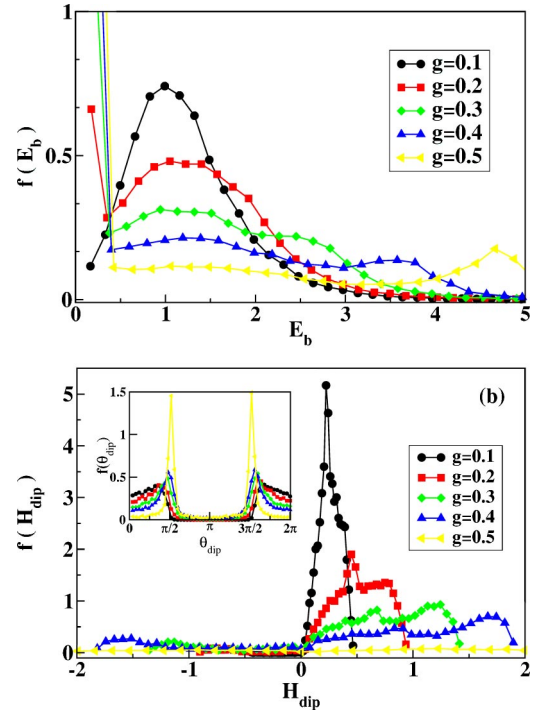 1
g=0.1
g=0.2
g=0.3
g=0.4
g=0.5
f ( E_b )
0.5
0
0 1 2 3 4 5
E_b
(b)
5
4
3
2
1
0
f ( H_dip )
1.5
1
0.5
0
f(θ_dip)
0 π/2 π 3π/2 2π
θ_dip
g=0.1
g=0.2
g=0.3
g=0.4
g=0.5
-2 -1 0 1 2
H_dip